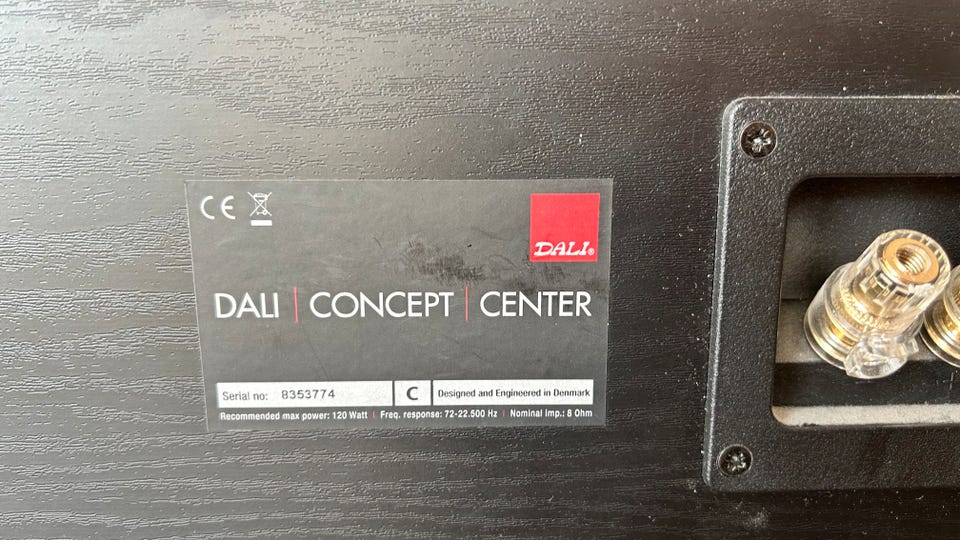 CE
DALI®
DALI | CONCEPT | CENTER
Serial no: 8353774 C Designed and Engineered in Denmark
Recommended max power: 120 Watt | Freq. response: 72-22.500 Hz | Nominal imp.: 8 Ohm